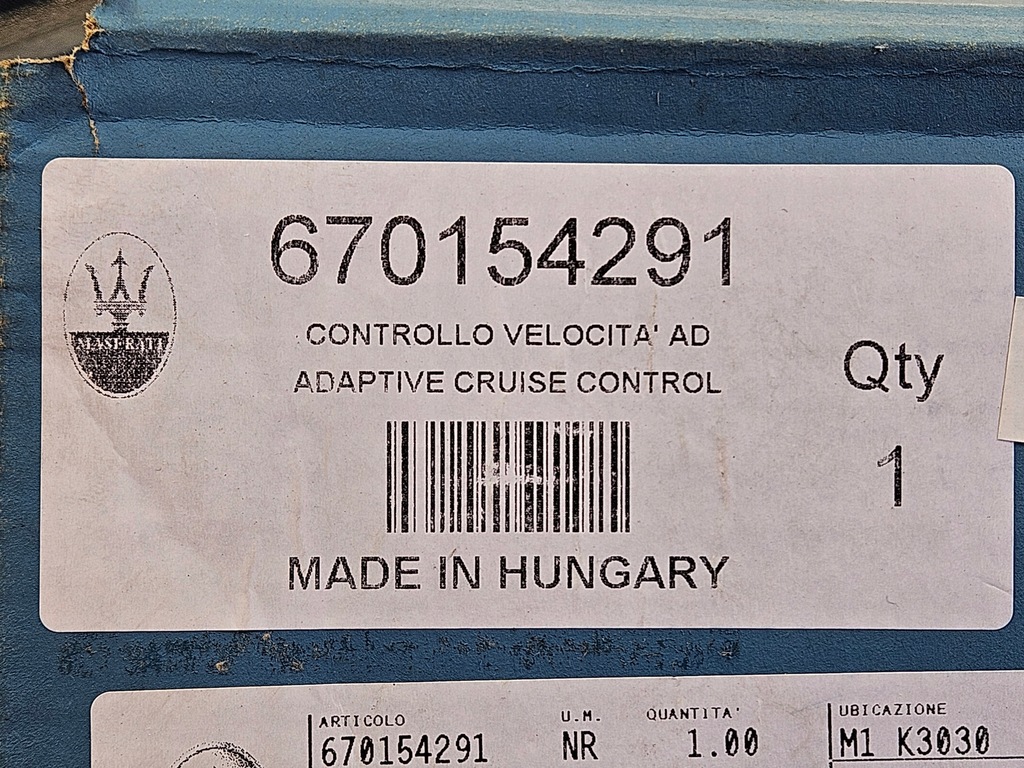 670154291
CONTROLLO VELOCITA' AD
ADAPTIVE CRUISE CONTROL
MASERATI
Qty
1
MADE IN HUNGARY
ARTICOLO U.M. QUANTITA' UBICAZIONE
670154291 NR 1.00 M1 K3030